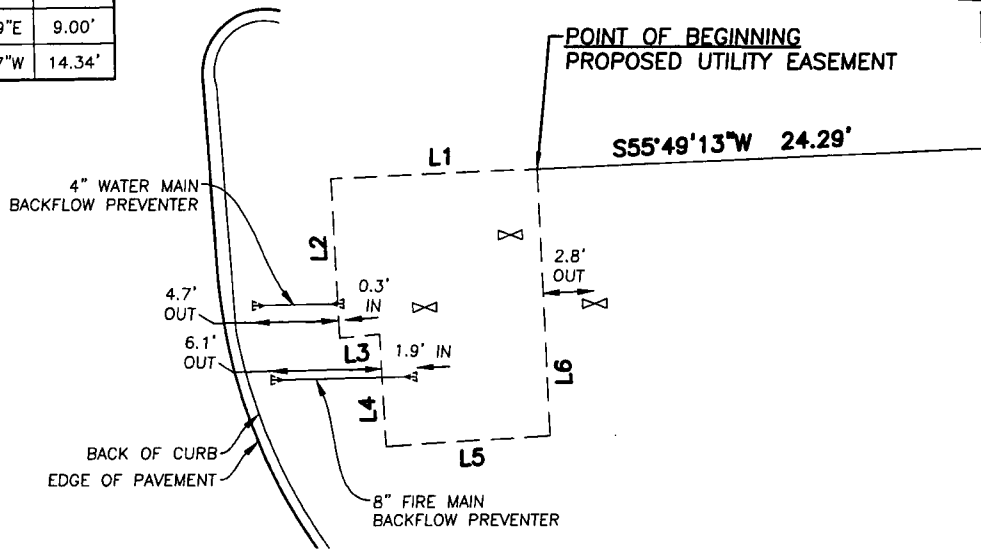 9"E 9.00'
7"W 14.34'
POINT OF BEGINNING
PROPOSED UTILITY EASEMENT
S55°49'13"W 24.29'
L1
4" WATER MAIN
BACKFLOW PREVENTER
L2
2.8'
OUT
0.3'
IN
4.7'
OUT
6.1'
OUT
L3
1.9' IN
L4
L6
L5
BACK OF CURB
EDGE OF PAVEMENT
8" FIRE MAIN
BACKFLOW PREVENTER